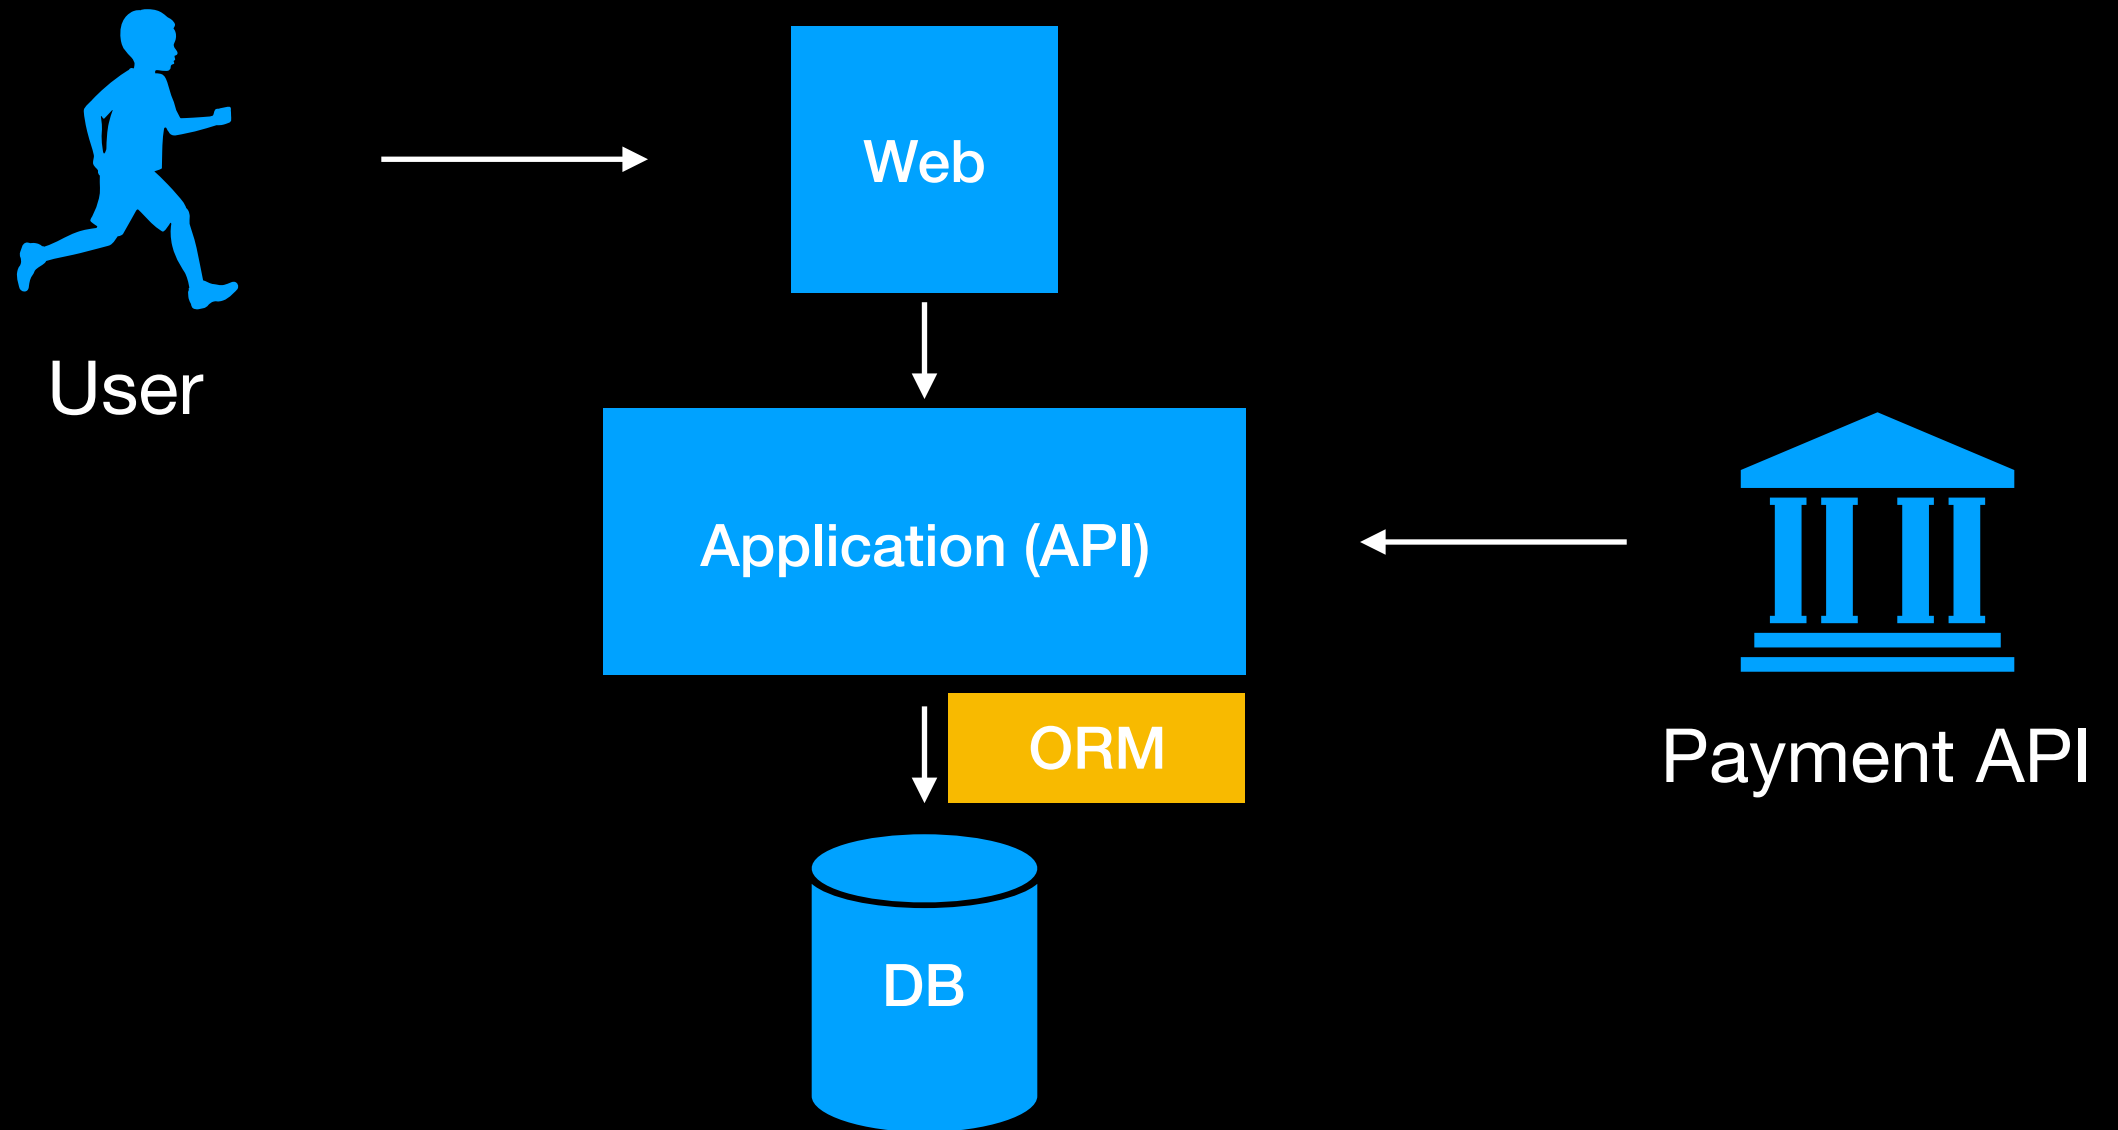 Web
User
Application (API)
ORM
Payment API
DB